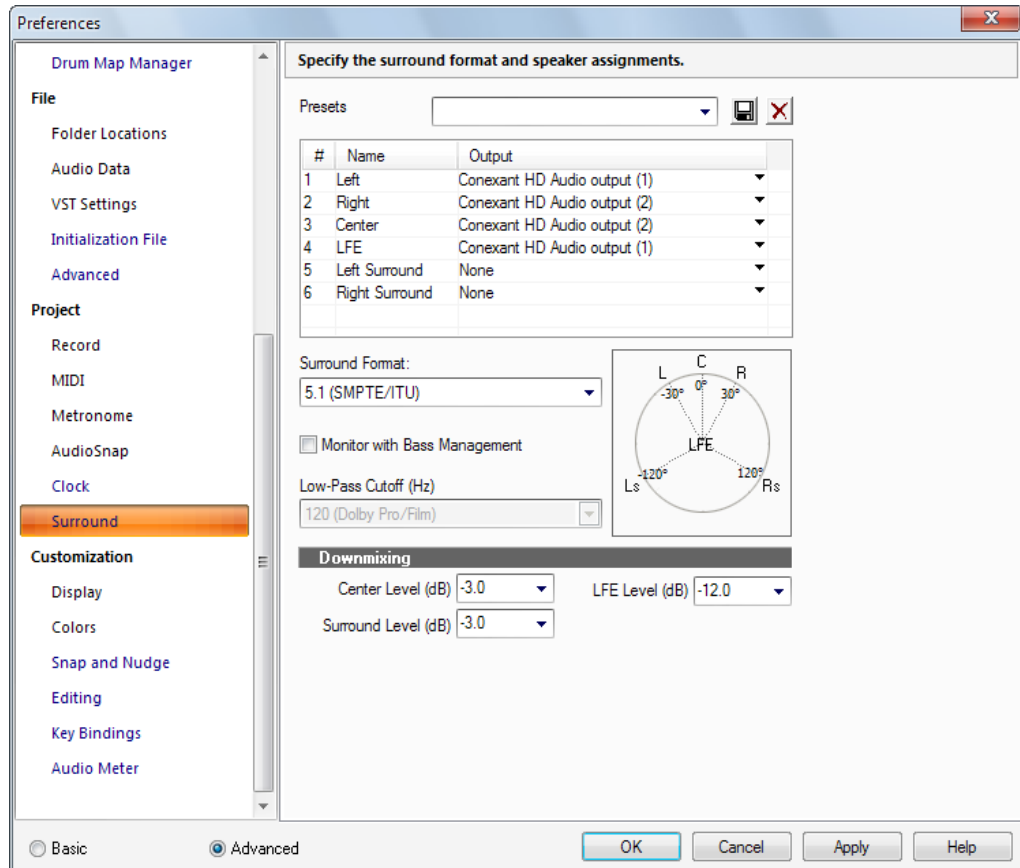 Preferences
Drum Map Manager
File
Folder Locations
Audio Data
VST Settings
Initialization File
Advanced
Project
Record
MIDI
Metronome
AudioSnap
Clock
Surround
Customization
Display
Colors
Snap and Nudge
Editing
Key Bindings
Audio Meter
Basic
Advanced
Specify the surround format and speaker assignments.
Presets
# Name Output
1 Left Conexant HD Audio output (1)
2 Right Conexant HD Audio output (2)
3 Center Conexant HD Audio output (2)
4 LFE Conexant HD Audio output (1)
5 Left Surround None
6 Right Surround None
Surround Format:
5.1 (SMPTE/ITU)
Monitor with Bass Management
Low-Pass Cutoff (Hz)
120 (Dolby Pro/Film)
L C R
-30° 0° 30°
LFE
-120° 120°
Ls Rs
Downmixing
Center Level (dB) -3.0 LFE Level (dB) -12.0
Surround Level (dB) -3.0
OK Cancel Apply Help